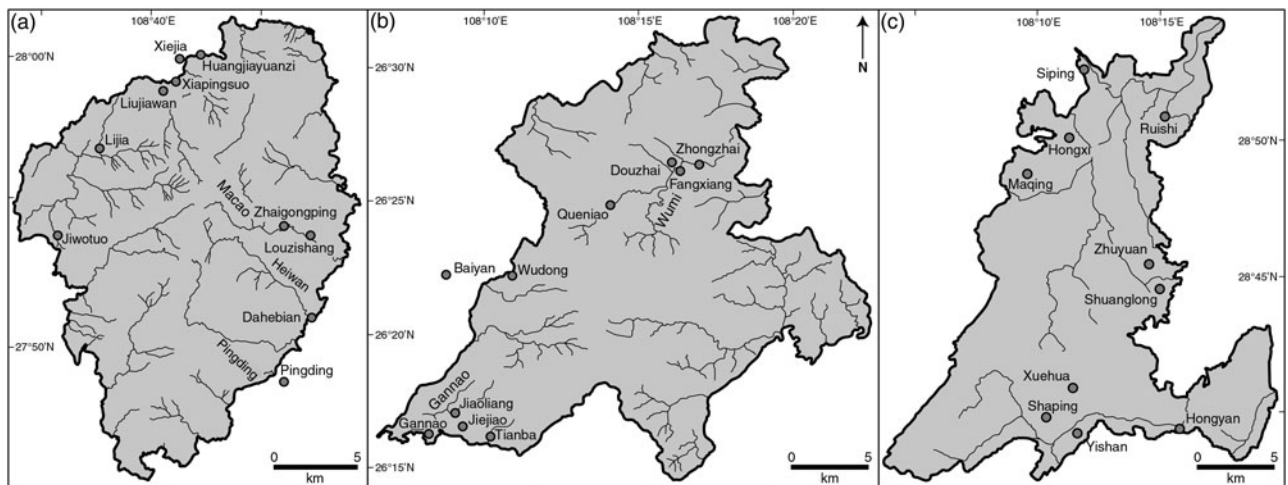 (a)
108°40'E
28°00'N
27°50'N
Xiejia
Huangjiayuanzi
Xiapingsuo
Liujiawan
Lijia
Macao
Zhaigongping
Jiwotuo
Louzishang
Heiwan
Dahebian
Pingding
Pingding
0 5
km
(b)
108°10'E
108°16'E
108°20'E
N
26°30'N
26°25'N
26°20'N
26°15'N
Zhongzhai
Douzhai
Fangxiang
Queniao
Wumi
Baiyan
Wudong
Gannao
Jiaoliang
Gannao
Jiejiao
Tianba
0 5
km
(c)
108°10'E
108°15'E
28°50'N
28°45'N
Siping
Ruishi
Hongxi
Maqing
Zhuyuan
Shuanglong
Xuehua
Shaping
Hongyan
Yishan
0 5
km